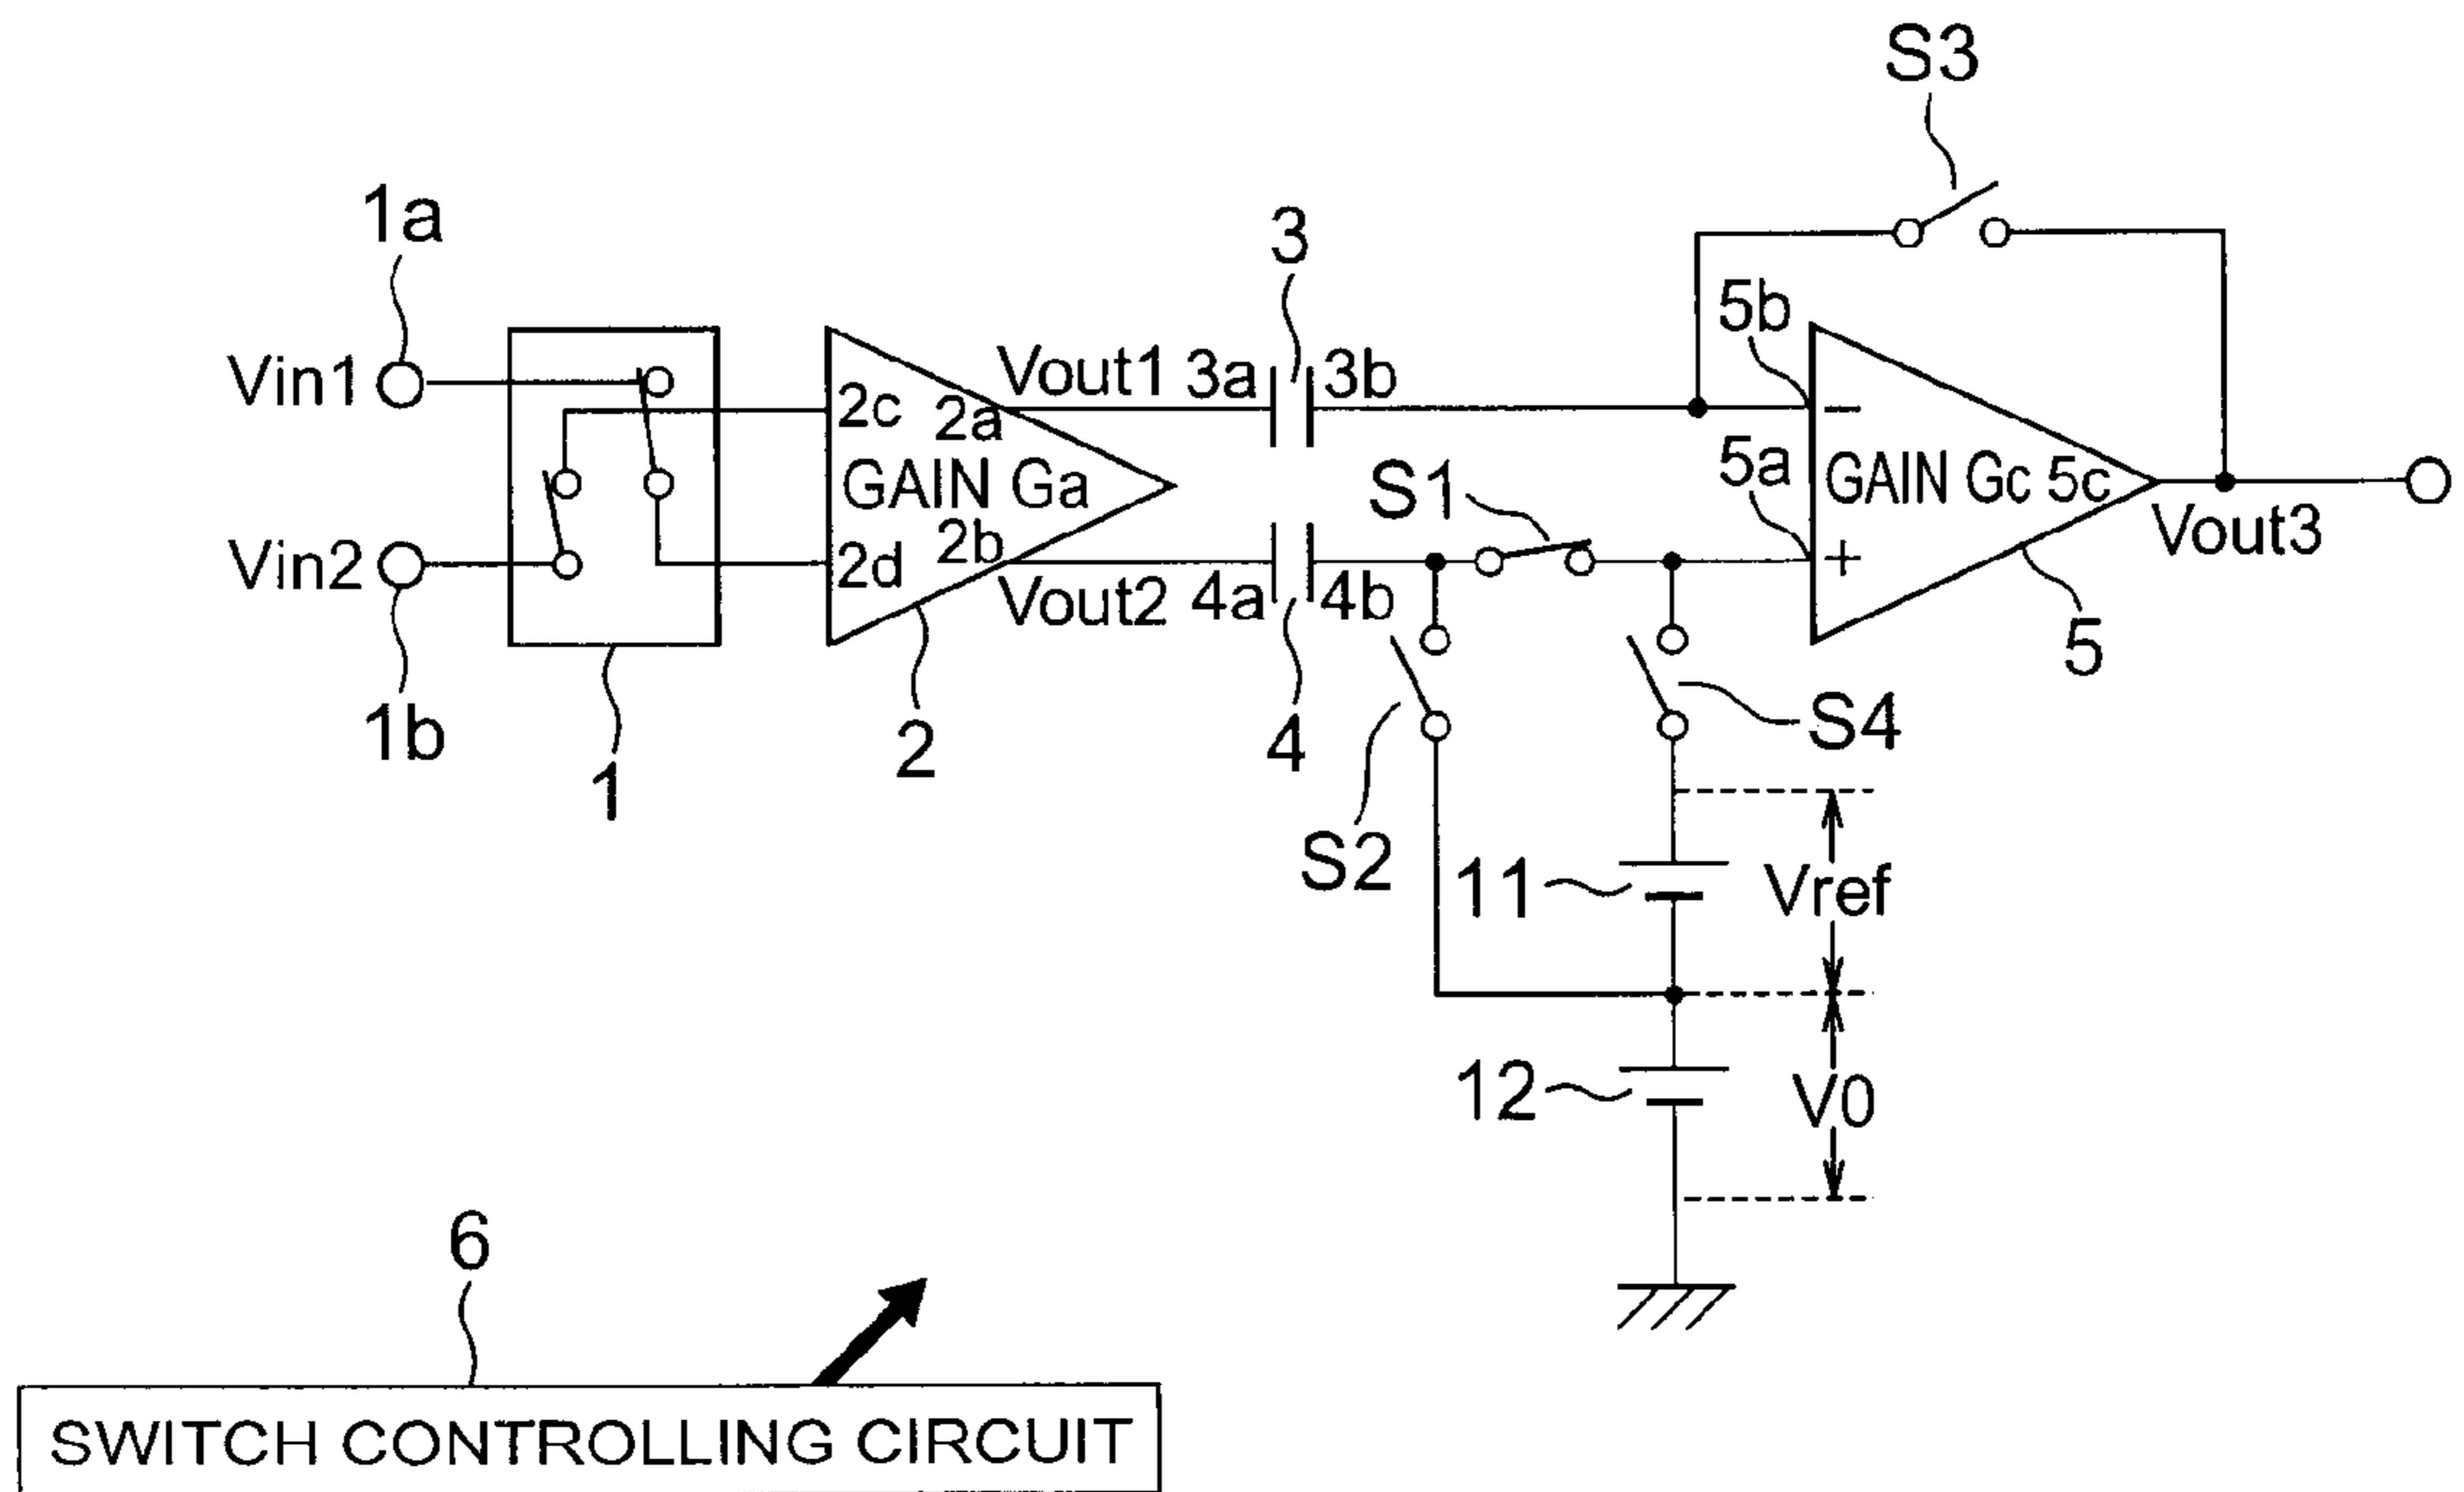 S3
1a
3
Vin1
Vout1
3a
3b
5b
2c
2a
GAIN Ga
S1
5a
−
GAIN Gc
5c
Vout3
Vin2
2d
2b
Vout2
4a
4b
+
5
1b
1
2
4
S2
S4
11
Vref
12
V0
6
SWITCH CONTROLLING CIRCUIT